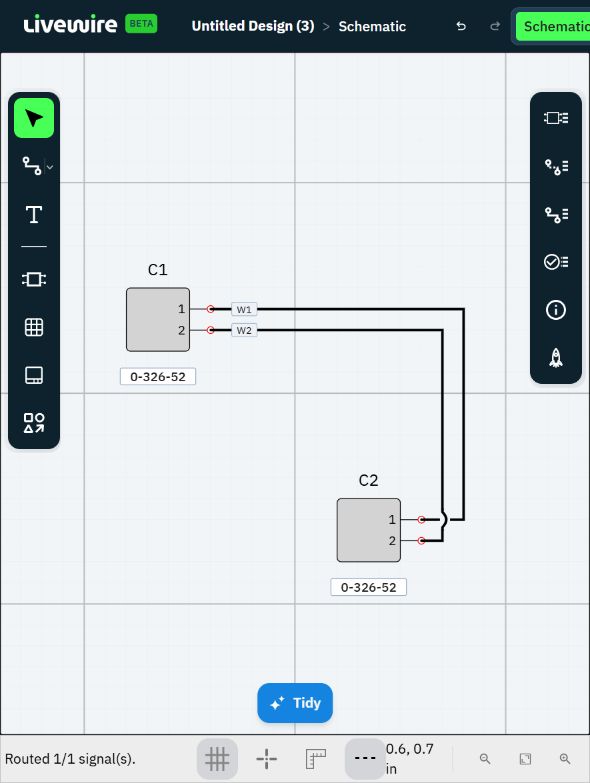 Livewire BETA
Untitled Design (3) > Schematic
Schematic
T
C1
1
W1
2
W2
0-326-52
C2
1
2
0-326-52
Tidy
Routed 1/1 signal(s).
0.6, 0.7
in